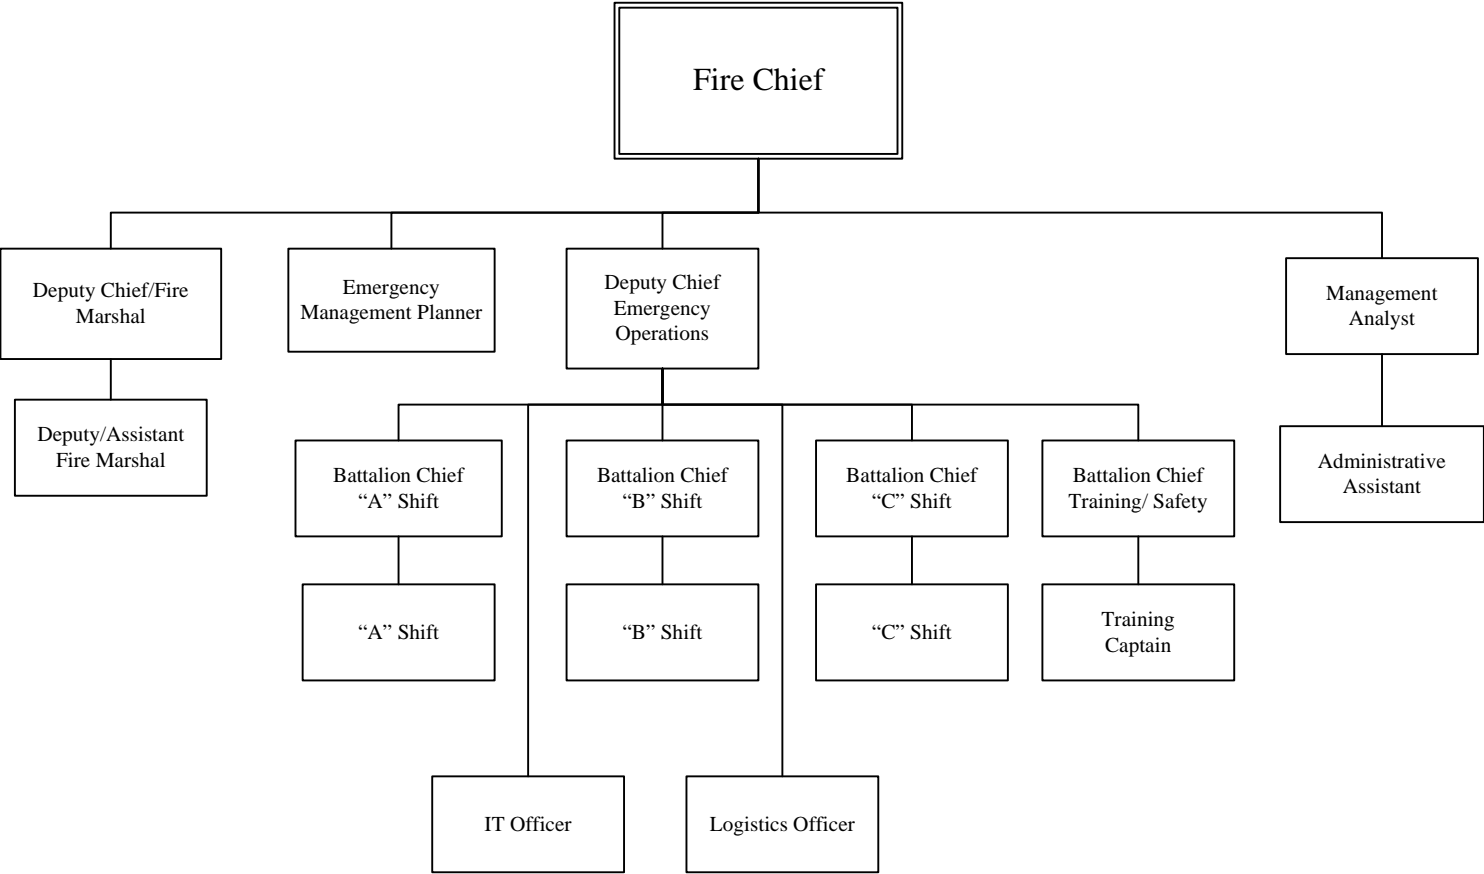 Fire Chief
Deputy Chief/Fire
Marshal
Emergency
Management Planner
Deputy Chief
Emergency
Operations
Management
Analyst
Deputy/Assistant
Fire Marshal
Battalion Chief
“A” Shift
Battalion Chief
“B” Shift
Battalion Chief
“C” Shift
Battalion Chief
Training/ Safety
Administrative
Assistant
“A” Shift
“B” Shift
“C” Shift
Training
Captain
IT Officer
Logistics Officer